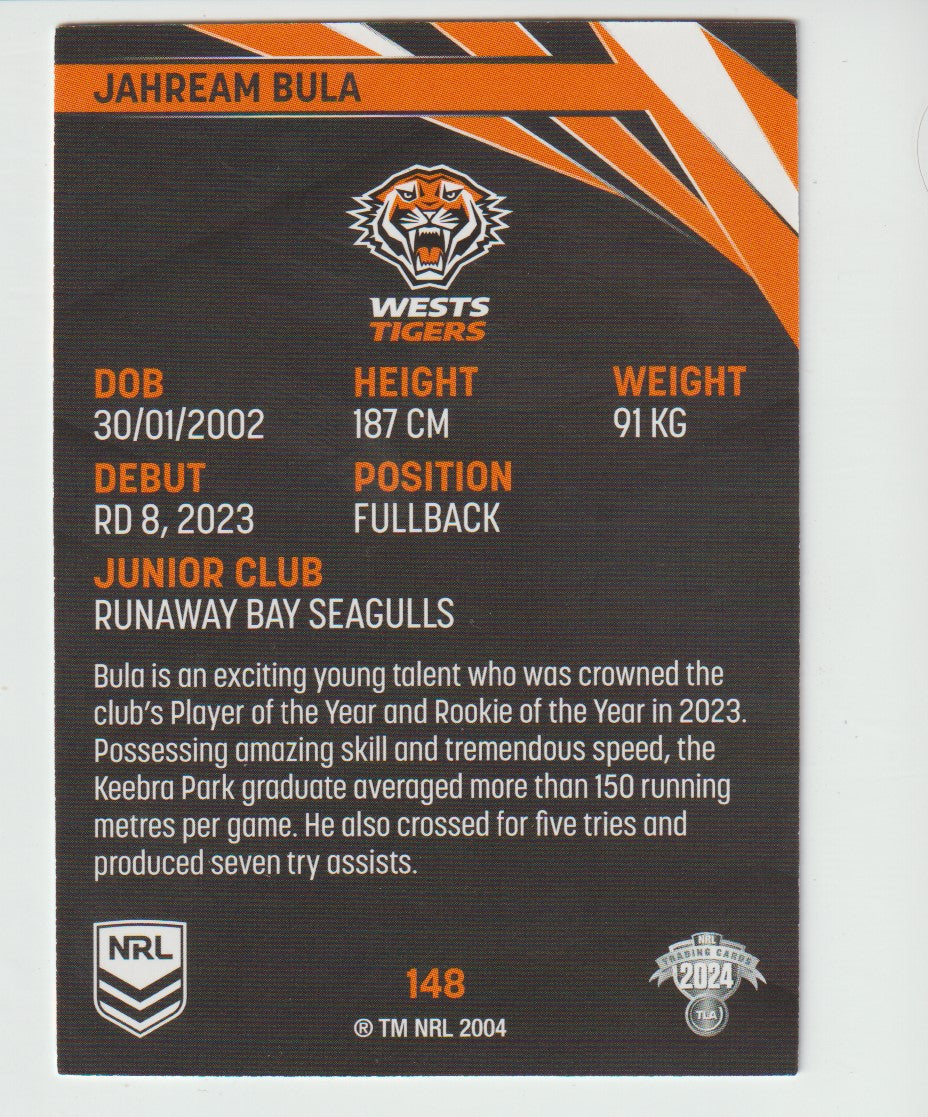 JAHREAM BULA
WESTS
TIGERS
DOB HEIGHT WEIGHT
30/01/2002 187 CM 91 KG
DEBUT POSITION
RD 8, 2023 FULLBACK
JUNIOR CLUB
RUNAWAY BAY SEAGULLS
Bula is an exciting young talent who was crowned the
club's Player of the Year and Rookie of the Year in 2023.
Possessing amazing skill and tremendous speed, the
Keebra Park graduate averaged more than 150 running
metres per game. He also crossed for five tries and
produced seven try assists.
NRL
148
® TM NRL 2004
NRL
TRADING CARDS
2024
TLA